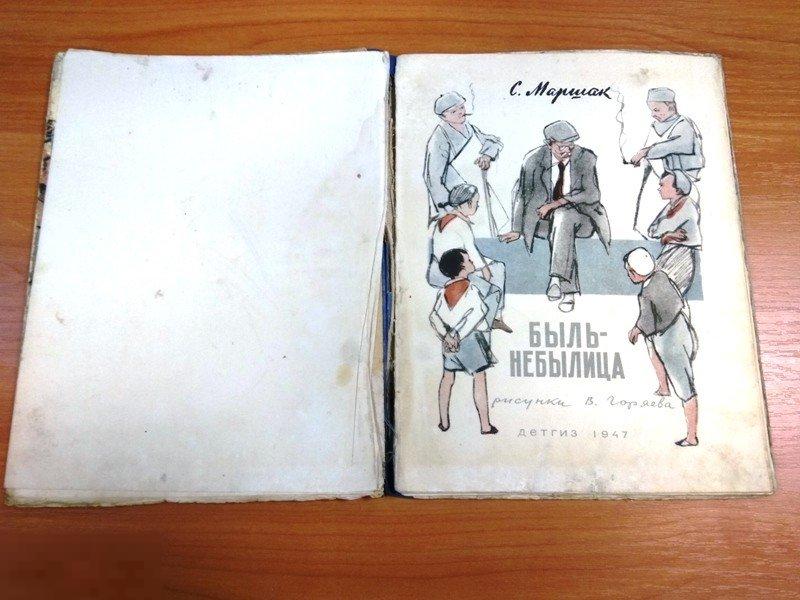 С. Маршак
БЫЛЬ-
НЕБЫЛИЦА
рисунки В. Горяева
ДЕТГИЗ 1947